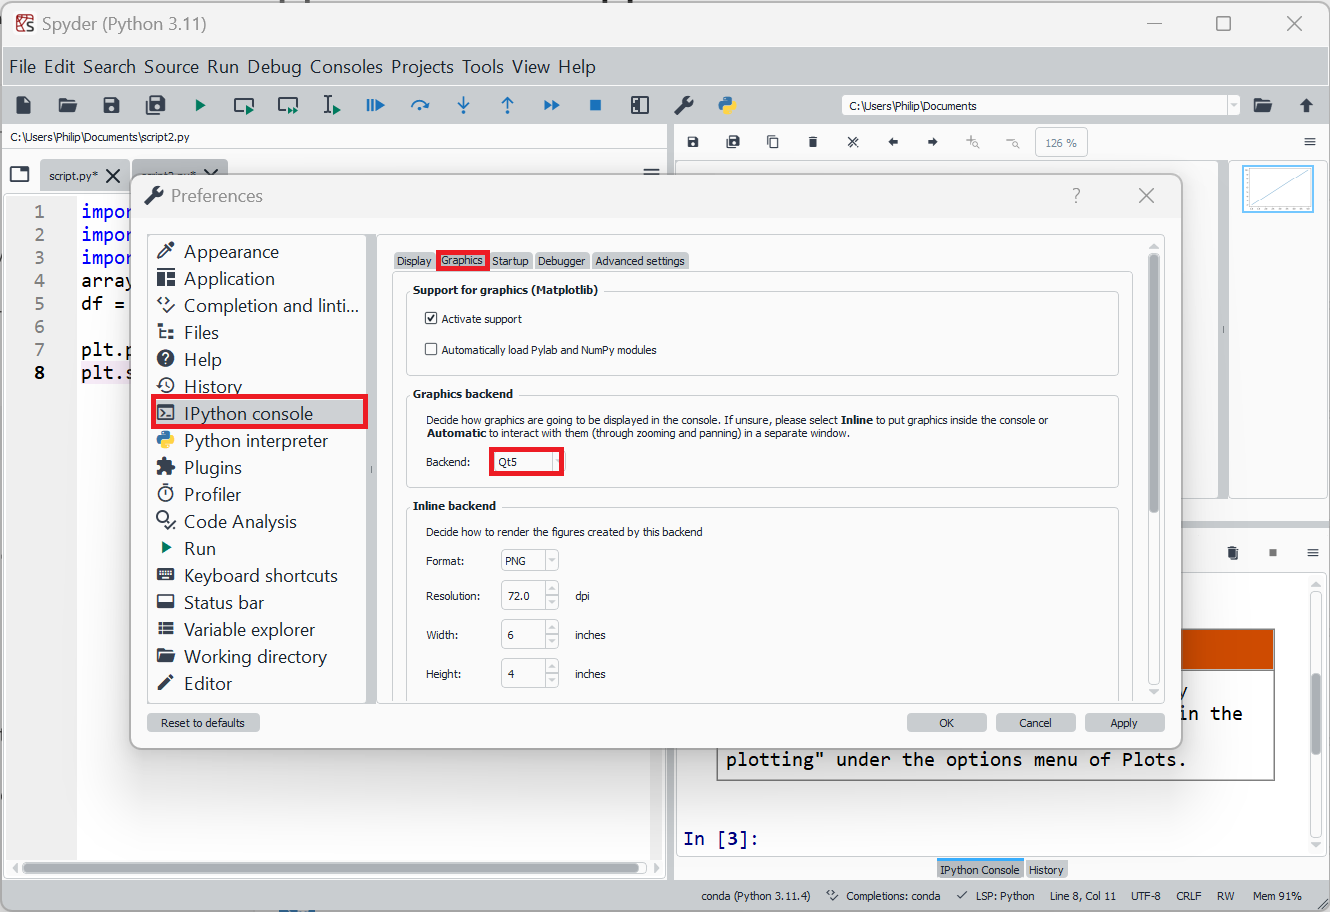 Spyder (Python 3.11)
File Edit Search Source Run Debug Consoles Projects Tools View Help
C:\Users\Philip\Documents
C:\Users\Philip\Documents\script2.py
126 %
script.py*
Preferences
?
1 impor
2 impor
3 impor
4 array
5 df =
6
7 plt.p
8 plt.s
Appearance
Application
Completion and linti...
Files
Help
History
IPython console
Python interpreter
Plugins
Profiler
Code Analysis
Run
Keyboard shortcuts
Status bar
Variable explorer
Working directory
Editor
Display Graphics Startup Debugger Advanced settings
Support for graphics (Matplotlib)
Activate support
Automatically load Pylab and NumPy modules
Graphics backend
Decide how graphics are going to be displayed in the console. If unsure, please select Inline to put graphics inside the console or
Automatic to interact with them (through zooming and panning) in a separate window.
Backend: Qt5
Inline backend
Decide how to render the figures created by this backend
Format: PNG
Resolution: 72.0 dpi
Width: 6 inches
Height: 4 inches
Reset to defaults OK Cancel Apply
in the
plotting" under the options menu of Plots.
In [3]:
IPython Console History
conda (Python 3.11.4) Completions: conda LSP: Python Line 8, Col 11 UTF-8 CRLF RW Mem 91%